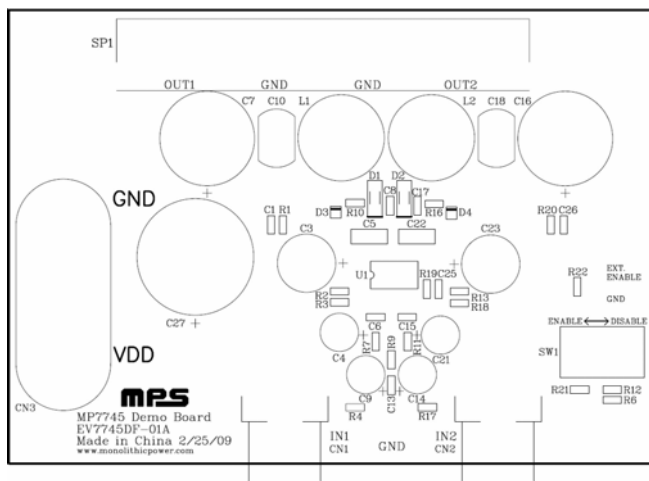 SP1
OUT1 GND GND OUT2
C7 C10 L1 L2 C18 C16
D1 D2
GND
D3 R10 C8 C17 R16 D4
C1 R1 C5 C22 R20 C26
C3 C23
U1 R19 C25 R22 EXT. ENABLE
R2 R13 GND
R3 R18
C27 C6 C15 ENABLE DISABLE
C4 R7 R9 R11 C21
VDD SW1
CN3 C9 C13 C14 R21 R12
R4 R17 R6
MPS
MP7745 Demo Board
EV7745DF-01A
Made in China 2/25/09
www.monolithicpower.com
IN1 GND IN2
CN1 CN2